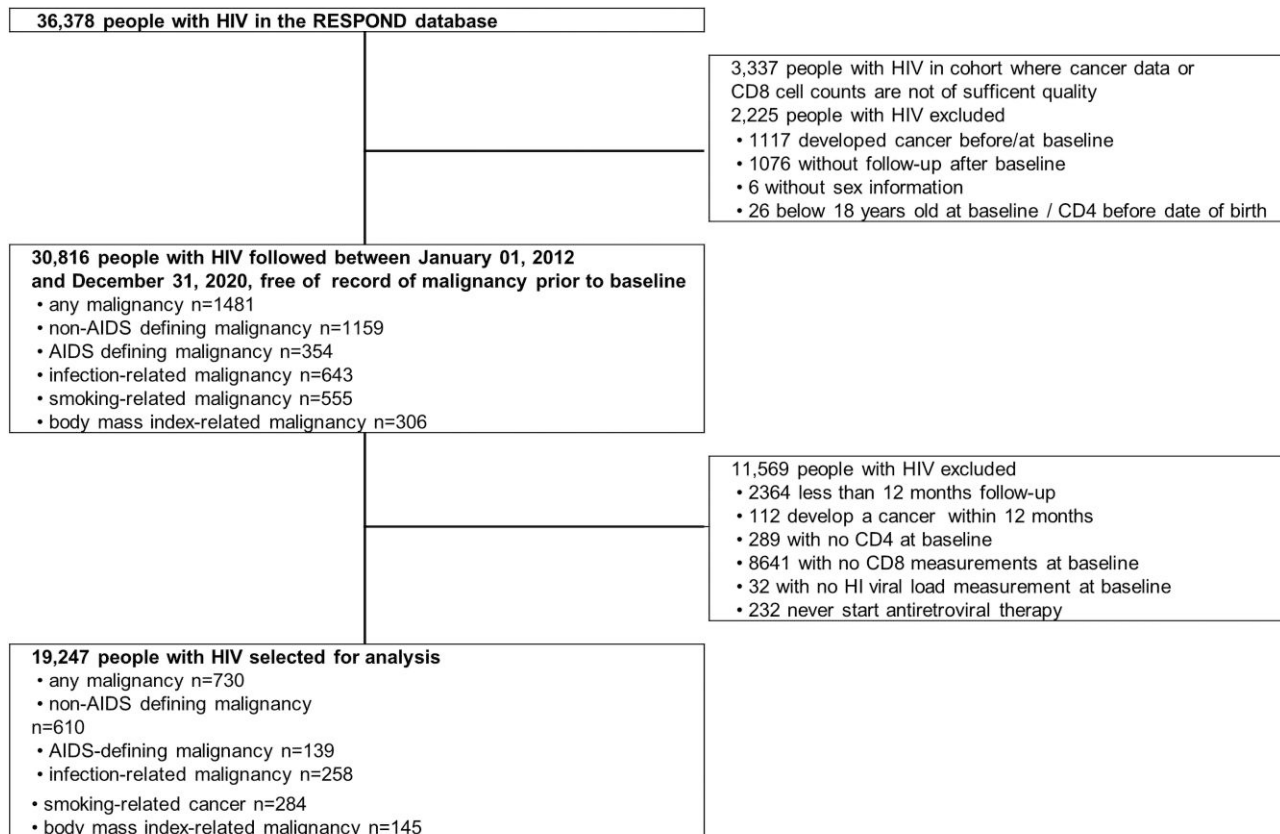 36,378 people with HIV in the RESPOND database
3,337 people with HIV in cohort where cancer data or
CD8 cell counts are not of sufficent quality
2,225 people with HIV excluded
• 1117 developed cancer before/at baseline
• 1076 without follow-up after baseline
• 6 without sex information
• 26 below 18 years old at baseline / CD4 before date of birth
30,816 people with HIV followed between January 01, 2012
and December 31, 2020, free of record of malignancy prior to baseline
• any malignancy n=1481
• non-AIDS defining malignancy n=1159
• AIDS defining malignancy n=354
• infection-related malignancy n=643
• smoking-related malignancy n=555
• body mass index-related malignancy n=306
11,569 people with HIV excluded
• 2364 less than 12 months follow-up
• 112 develop a cancer within 12 months
• 289 with no CD4 at baseline
• 8641 with no CD8 measurements at baseline
• 32 with no HI viral load measurement at baseline
• 232 never start antiretroviral therapy
19,247 people with HIV selected for analysis
• any malignancy n=730
• non-AIDS defining malignancy
n=610
• AIDS-defining malignancy n=139
• infection-related malignancy n=258
• smoking-related cancer n=284
• body mass index-related malignancy n=145